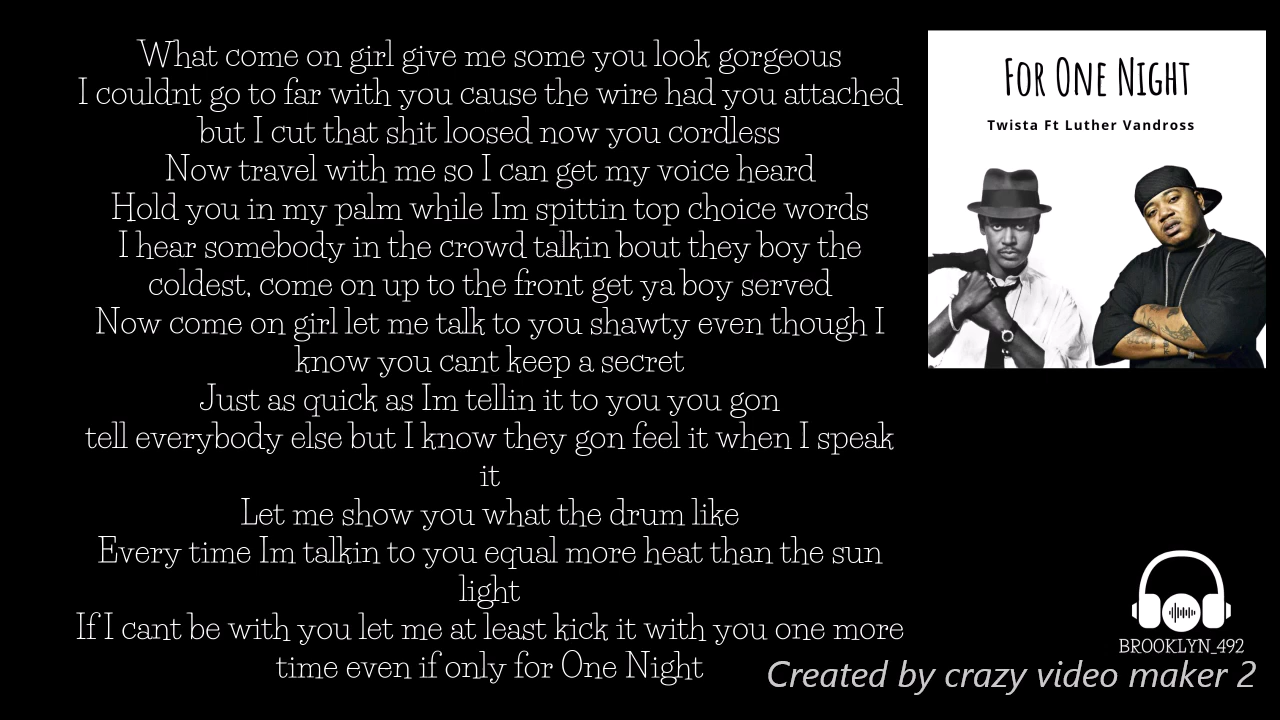 What come on girl give me some you look gorgeous
I couldnt go to far with you cause the wire had you attached
but I cut that shit loosed now you cordless
Now travel with me so I can get my voice heard
Hold you in my palm while Im spittin top choice words
I hear somebody in the crowd talkin bout they boy the
coldest, come on up to the front get ya boy served
Now come on girl let me talk to you shawty even though I
know you cant keep a secret
Just as quick as Im tellin it to you you gon
tell everybody else but I know they gon feel it when I speak
it
Let me show you what the drum like
Every time Im talkin to you equal more heat than the sun
light
If I cant be with you let me at least kick it with you one more
time even if only for One Night
FOR ONE NIGHT
Twista Ft Luther Vandross
BROOKLYN_492
Created by crazy video maker 2